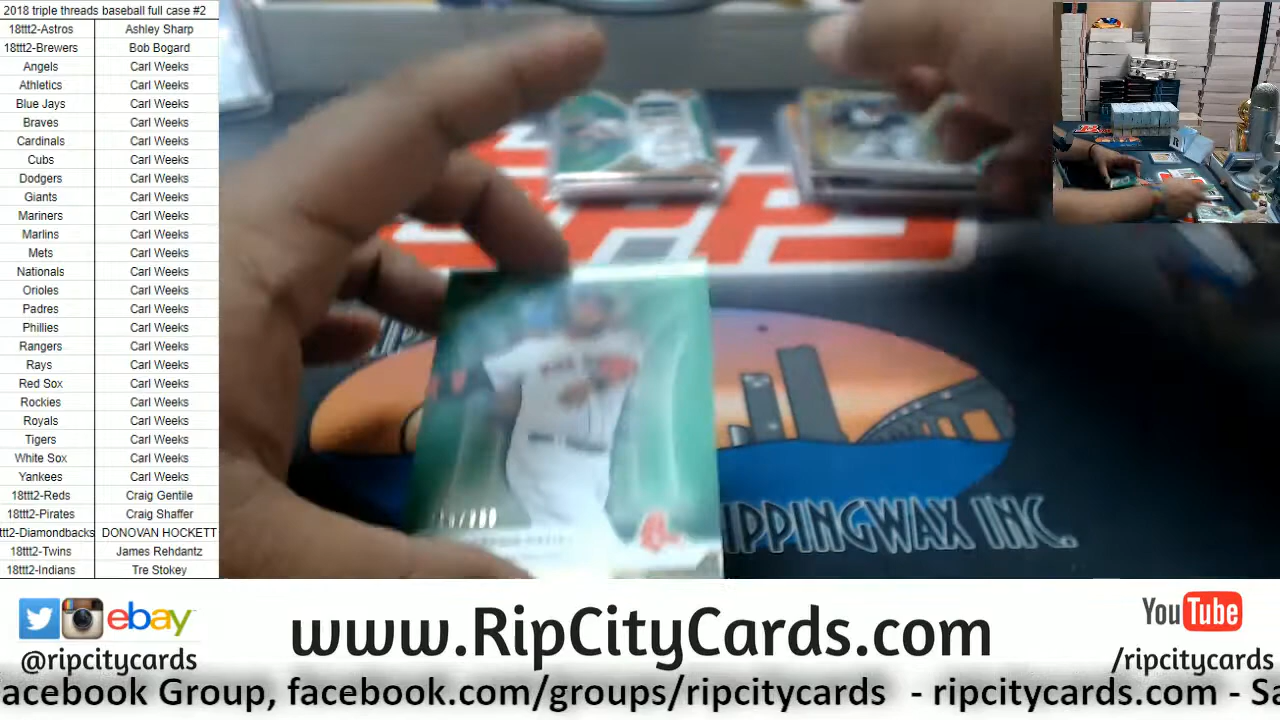 2018 triple threads baseball full case #2
18ttt2-Astros Ashley Sharp
18ttt2-Brewers Bob Bogard
Angels Carl Weeks
Athletics Carl Weeks
Blue Jays Carl Weeks
Braves Carl Weeks
Cardinals Carl Weeks
Cubs Carl Weeks
Dodgers Carl Weeks
Giants Carl Weeks
Mariners Carl Weeks
Marlins Carl Weeks
Mets Carl Weeks
Nationals Carl Weeks
Orioles Carl Weeks
Padres Carl Weeks
Phillies Carl Weeks
Rangers Carl Weeks
Rays Carl Weeks
Red Sox Carl Weeks
Rockies Carl Weeks
Royals Carl Weeks
Tigers Carl Weeks
White Sox Carl Weeks
Yankees Carl Weeks
18ttt2-Reds Craig Gentile
18ttt2-Pirates Craig Shaffer
ttt2-Diamondbacks DONOVAN HOCKETT
18ttt2-Twins James Rehdantz
18ttt2-Indians Tre Stokey
IPPINGWAX INC.
ebay
@ripcitycards
www.RipCityCards.com
YouTube
/ripcitycards
acebook Group, facebook.com/groups/ripcitycards - ripcitycards.com - Sa